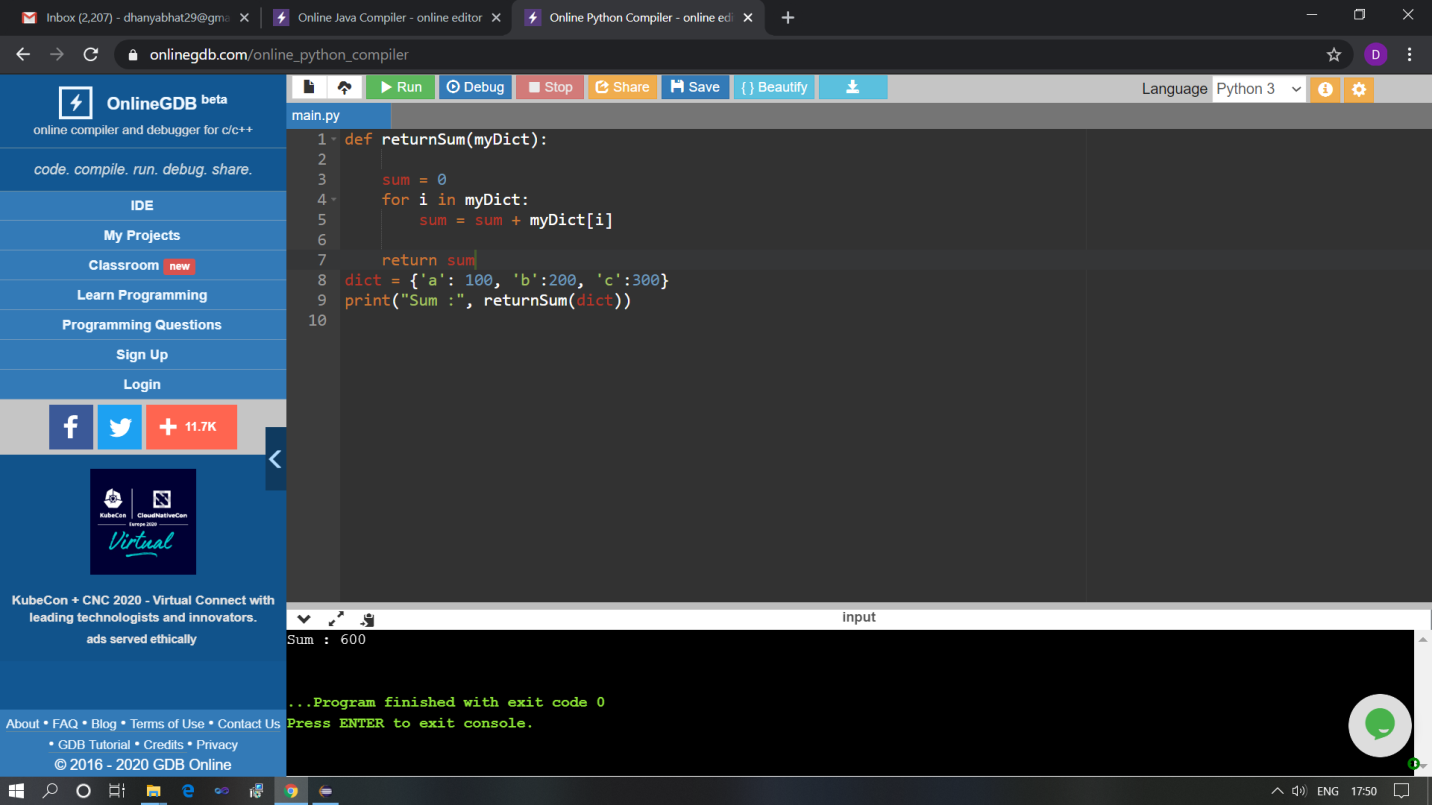 Inbox (2,207) - dhanyabhat29@gma
Online Java Compiler - online editor
Online Python Compiler - online edi
onlinegdb.com/online_python_compiler
D
OnlineGDB beta
online compiler and debugger for c/c++
code. compile. run. debug. share.
IDE
My Projects
Classroom new
Learn Programming
Programming Questions
Sign Up
Login
11.7K
KubeCon CloudNativeCon
Europe 2020
Virtual
KubeCon + CNC 2020 - Virtual Connect with
leading technologists and innovators.
ads served ethically
About • FAQ • Blog • Terms of Use • Contact Us
• GDB Tutorial • Credits • Privacy
© 2016 - 2020 GDB Online
Run Debug Stop Share Save { } Beautify
Language Python 3
main.py
1 def returnSum(myDict):
2
3 sum = 0
4 for i in myDict:
5 sum = sum + myDict[i]
6
7 return sum
8 dict = {'a': 100, 'b':200, 'c':300}
9 print("Sum :", returnSum(dict))
10
input
Sum : 600
...Program finished with exit code 0
Press ENTER to exit console.
ENG 17:50